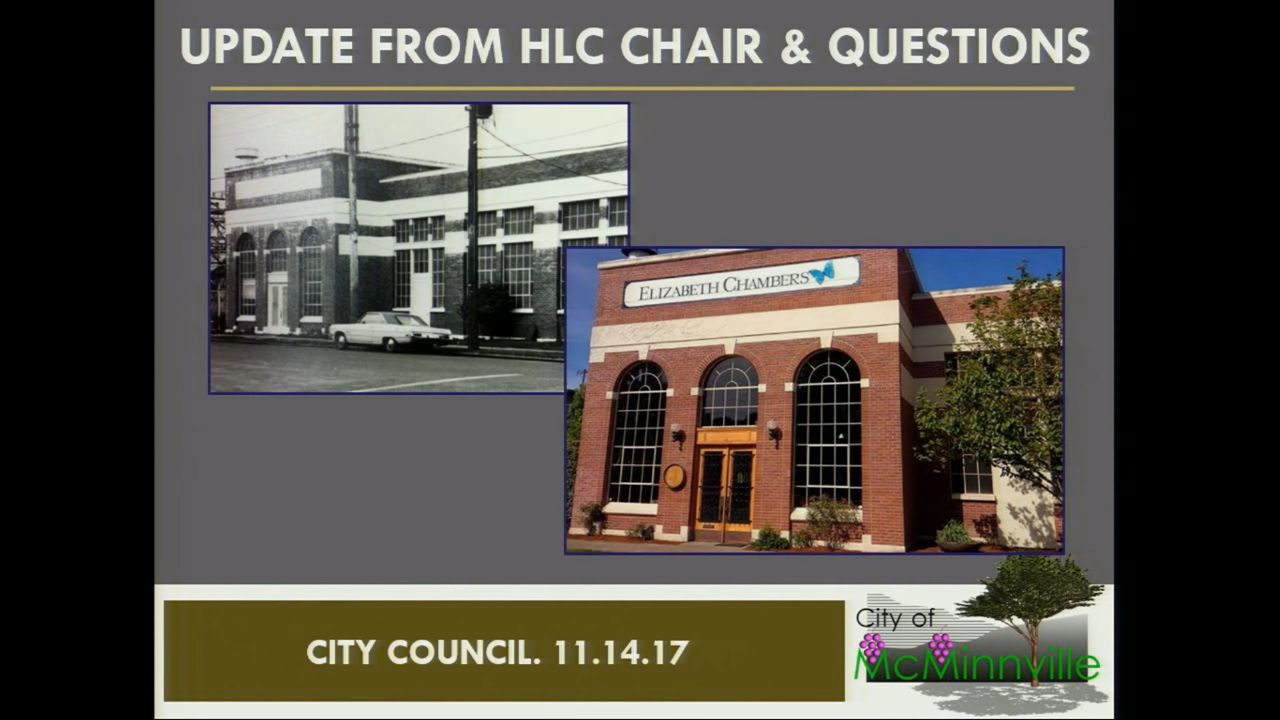 UPDATE FROM HLC CHAIR & QUESTIONS
ELIZABETH CHAMBERS
CITY COUNCIL. 11.14.17
City of
McMinnville